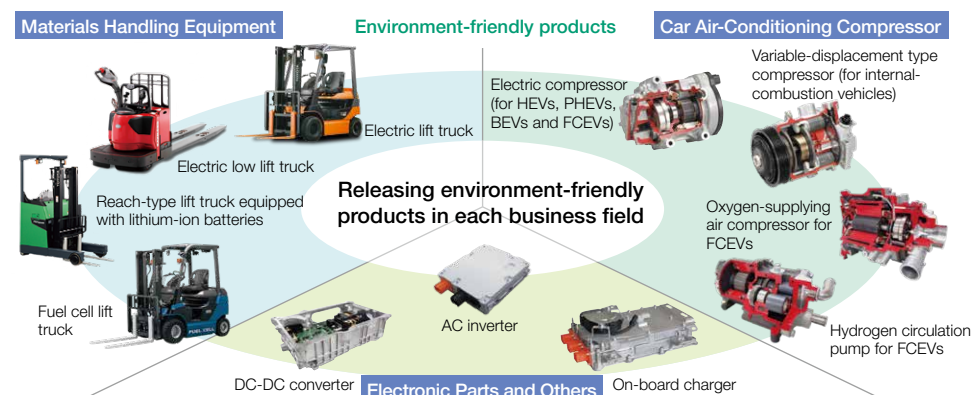 Materials Handling Equipment
Environment-friendly products
Car Air-Conditioning Compressor
Electric lift truck
Electric low lift truck
Reach-type lift truck equipped
with lithium-ion batteries
Fuel cell lift
truck
FUEL CELL
Electric compressor
(for HEVs, PHEVs,
BEVs and FCEVs)
Variable-displacement type
compressor (for internal-
combustion vehicles)
Releasing environment-friendly
products in each business field
Oxygen-supplying
air compressor for
FCEVs
Hydrogen circulation
pump for FCEVs
AC inverter
DC-DC converter
On-board charger
Electronic Parts and Others